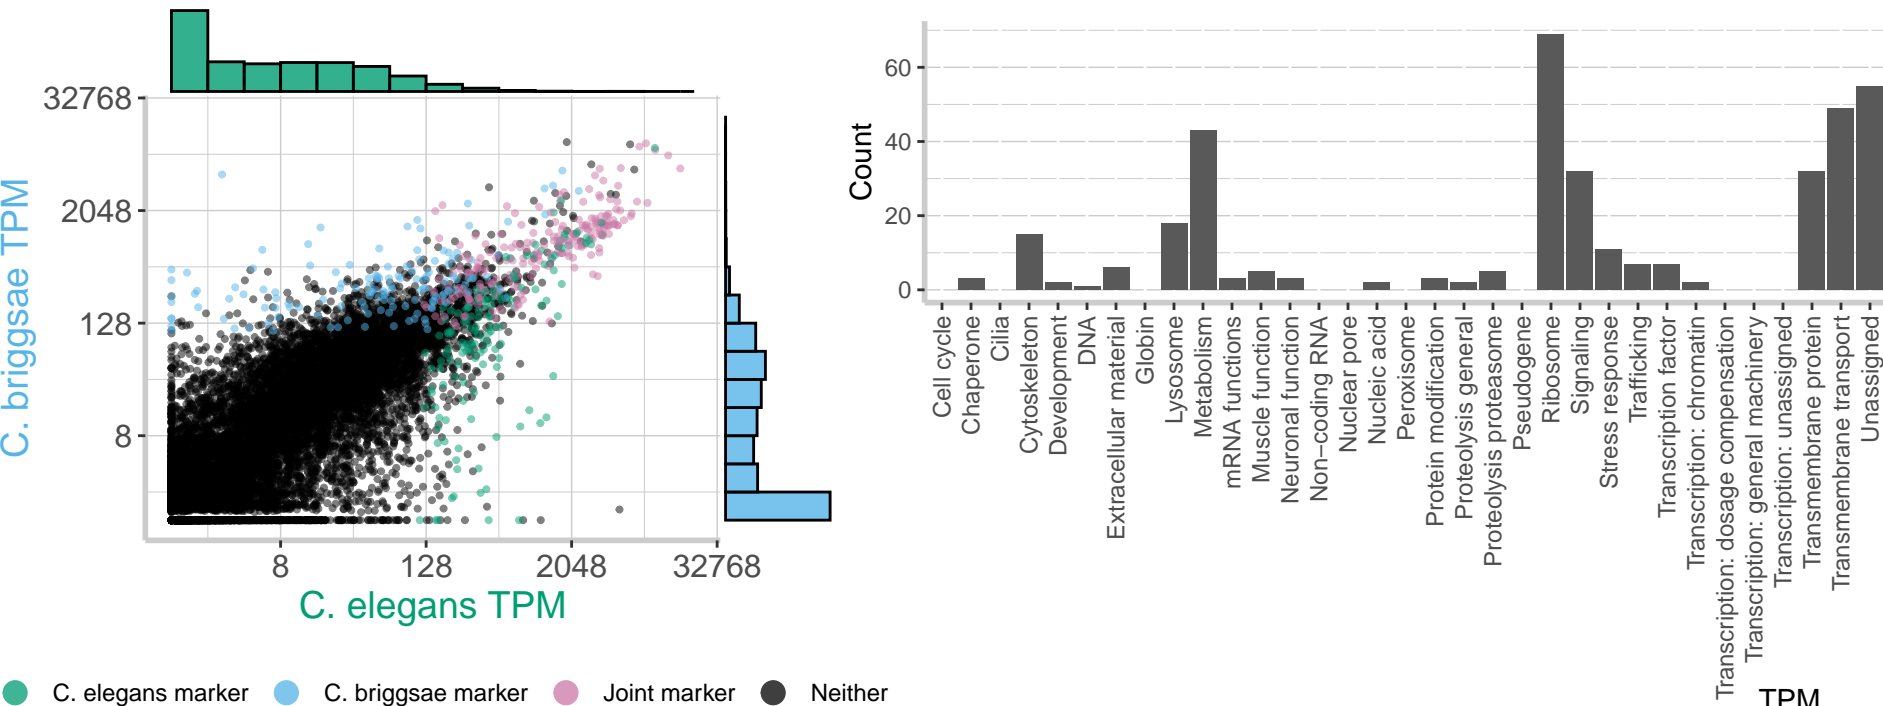 32768
2048
128
8
C. briggsae TPM
8
128
2048
32768
C. elegans TPM
C. elegans marker
C. briggsae marker
Joint marker
Neither
60
40
20
0
Count
Cell cycle
Chaperone
Cilia
Cytoskeleton
Development
DNA
Extracellular material
Globin
Lysosome
Metabolism
mRNA functions
Muscle function
Neuronal function
Non−coding RNA
Nuclear pore
Nucleic acid
Peroxisome
Protein modification
Proteolysis general
Proteolysis proteasome
Pseudogene
Ribosome
Signaling
Stress response
Trafficking
Transcription factor
Transcription: chromatin
Transcription: dosage compensation
Transcription: general machinery
Transcription: unassigned
Transmembrane protein
Transmembrane transport
Unassigned
TPM